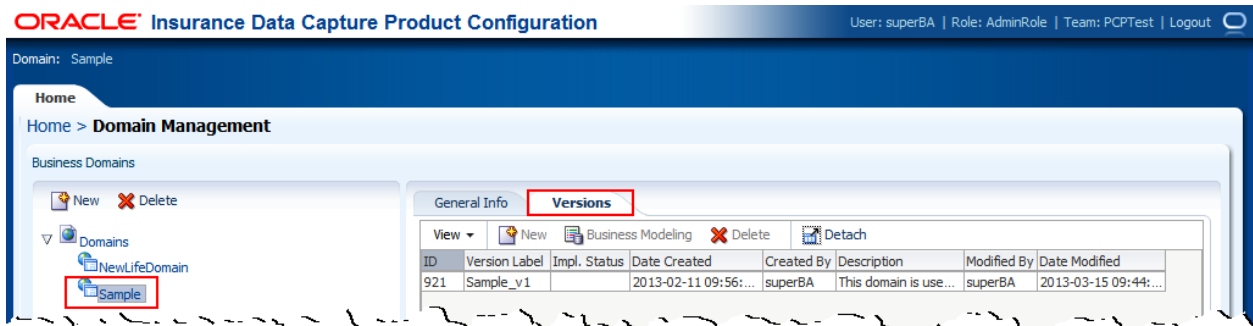 ORACLE Insurance Data Capture Product Configuration
User: superBA | Role: AdminRole | Team: PCPTest | Logout
Domain: Sample
Home
Home > Domain Management
Business Domains
New Delete
Domains
NewLifeDomain
Sample
General Info Versions
View New Business Modeling Delete Detach
ID Version Label Impl. Status Date Created Created By Description Modified By Date Modified
921 Sample_v1 2013-02-11 09:56:... superBA This domain is use... superBA 2013-03-15 09:44:...